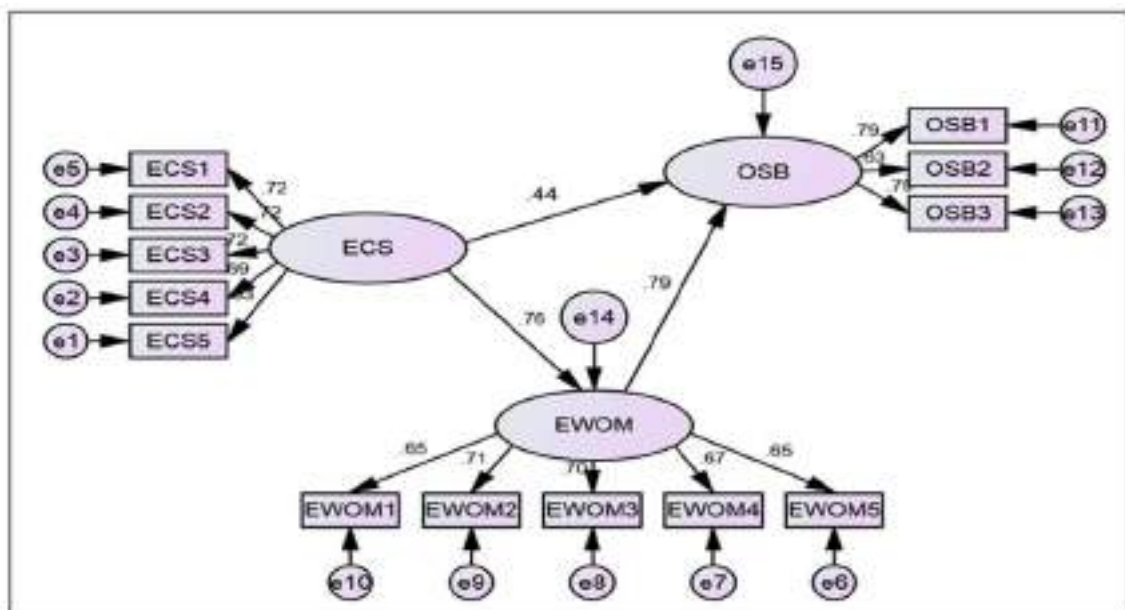 e15
.79 OSB1 e11
OSB .63 OSB2 e12
OSB3 e13
e5 ECS1 .72
e4 ECS2 .72
e3 ECS3 .72
e2 ECS4
e1 ECS5
ECS
.44
.76
.79
e14
EWOM
.65 .71 .70 .67 .65
EWOM1 EWOM2 EWOM3 EWOM4 EWOM5
e10 e9 e8 e7 e6